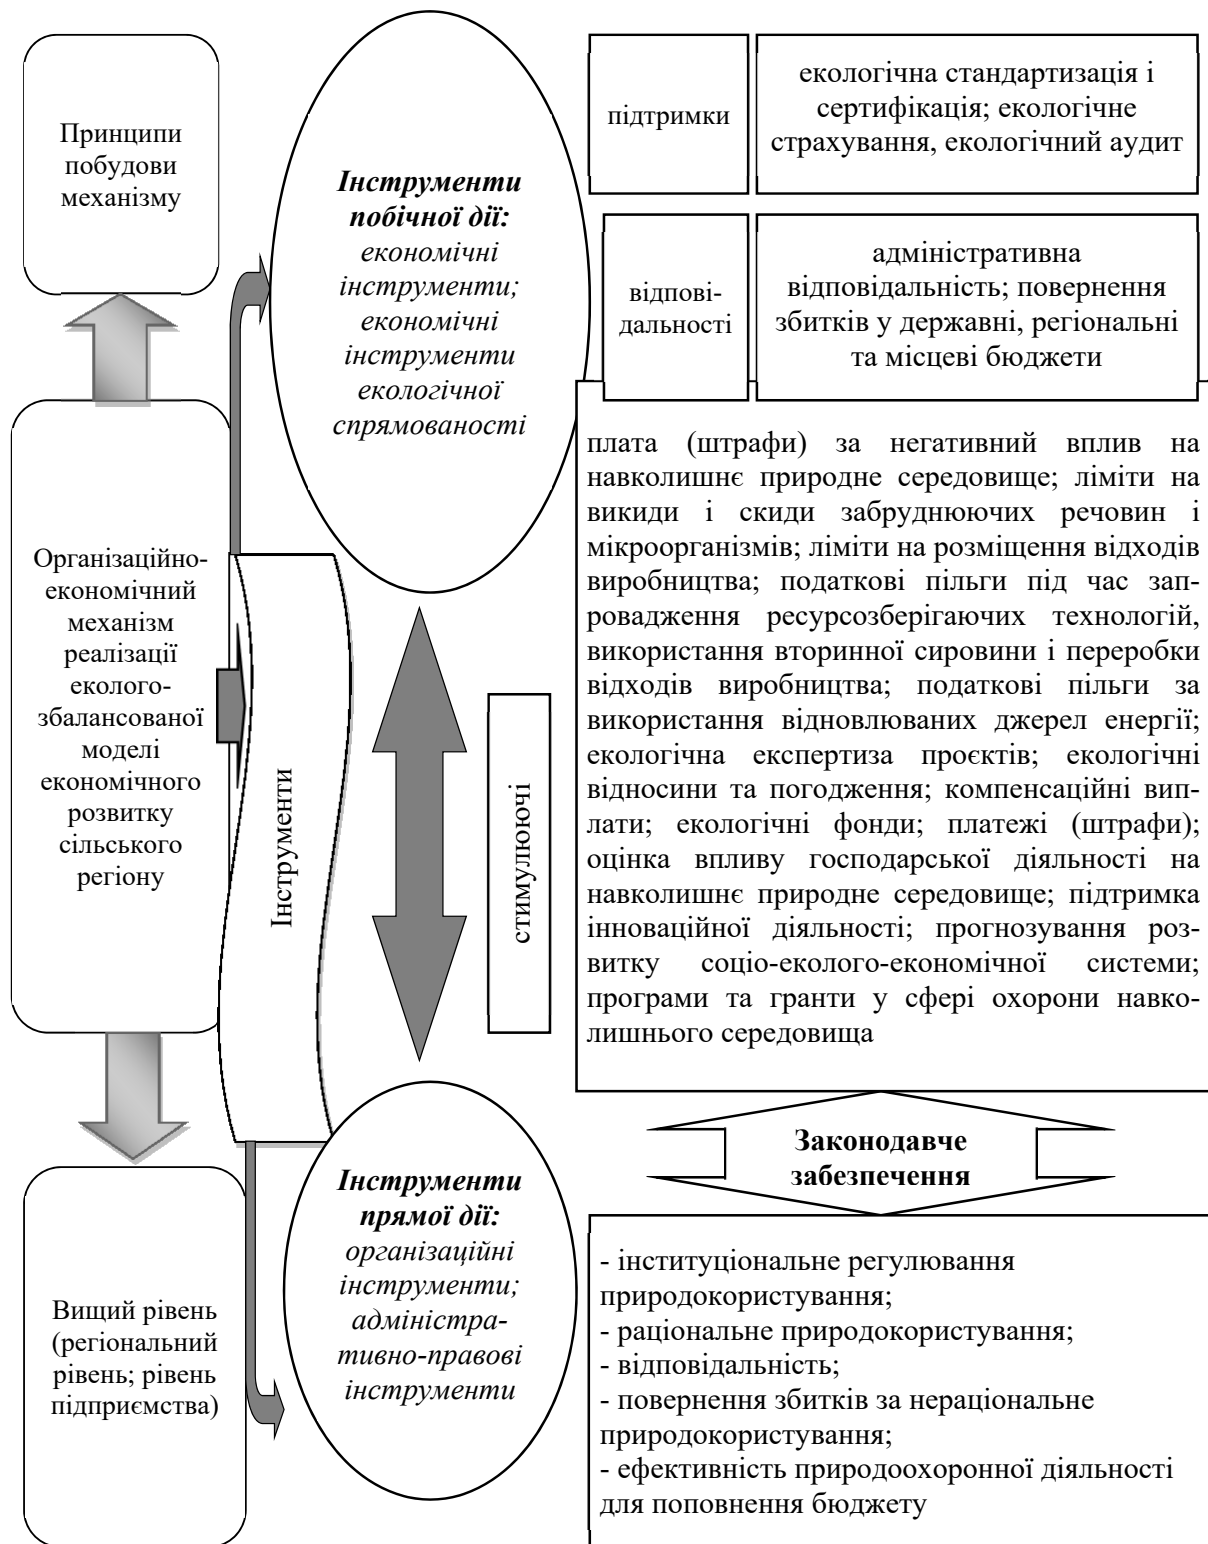 Принципи
побудови
механізму
Організаційно-
економічний
механізм
реалізації
еколого-
збалансованої
моделі
економічного
розвитку
сільського
регіону
Вищий рівень
(регіональний
рівень; рівень
підприємства)
Інструменти
Інструменти
побічної дії:
економічні
інструменти;
економічні
інструменти
екологічної
спрямованості
Інструменти
прямої дії:
організаційні
інструменти;
адміністра-
тивно-правові
інструменти
підтримки
екологічна стандартизація і
сертифікація; екологічне
страхування, екологічний аудит
відпові-
дальності
адміністративна
відповідальність; повернення
збитків у державні, регіональні
та місцеві бюджети
стимулюючі
плата (штрафи) за негативний вплив на
навколишнє природне середовище; ліміти на
викиди і скиди забруднюючих речовин і
мікроорганізмів; ліміти на розміщення відходів
виробництва; податкові пільги під час зап-
ровадження ресурсозберігаючих технологій,
використання вторинної сировини і переробки
відходів виробництва; податкові пільги за
використання відновлюваних джерел енергії;
екологічна експертиза проєктів; екологічні
відносини та погодження; компенсаційні вип-
лати; екологічні фонди; платежі (штрафи);
оцінка впливу господарської діяльності на
навколишнє природне середовище; підтримка
інноваційної діяльності; прогнозування роз-
витку соціо-еколого-економічної системи;
програми та гранти у сфері охорони навко-
лишнього середовища
Законодавче
забезпечення
- інституціональне регулювання
природокористування;
- раціональне природокористування;
- відповідальність;
- повернення збитків за нераціональне
природокористування;
- ефективність природоохоронної діяльності
для поповнення бюджету